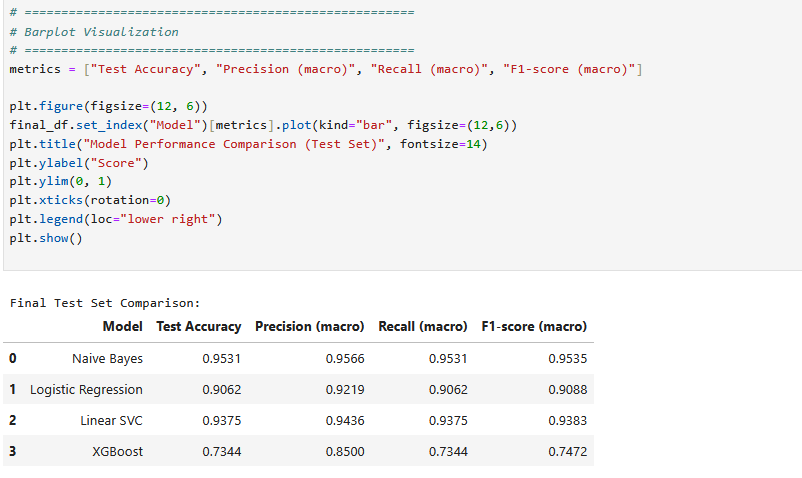 # =====================================================
# Barplot Visualization
# =====================================================
metrics = ["Test Accuracy", "Precision (macro)", "Recall (macro)", "F1-score (macro)"]
plt.figure(figsize=(12, 6))
final_df.set_index("Model")[metrics].plot(kind="bar", figsize=(12,6))
plt.title("Model Performance Comparison (Test Set)", fontsize=14)
plt.ylabel("Score")
plt.ylim(0, 1)
plt.xticks(rotation=0)
plt.legend(loc="lower right")
plt.show()
Final Test Set Comparison:
Model Test Accuracy Precision (macro) Recall (macro) F1-score (macro)
0 Naive Bayes 0.9531 0.9566 0.9531 0.9535
1 Logistic Regression 0.9062 0.9219 0.9062 0.9088
2 Linear SVC 0.9375 0.9436 0.9375 0.9383
3 XGBoost 0.7344 0.8500 0.7344 0.7472